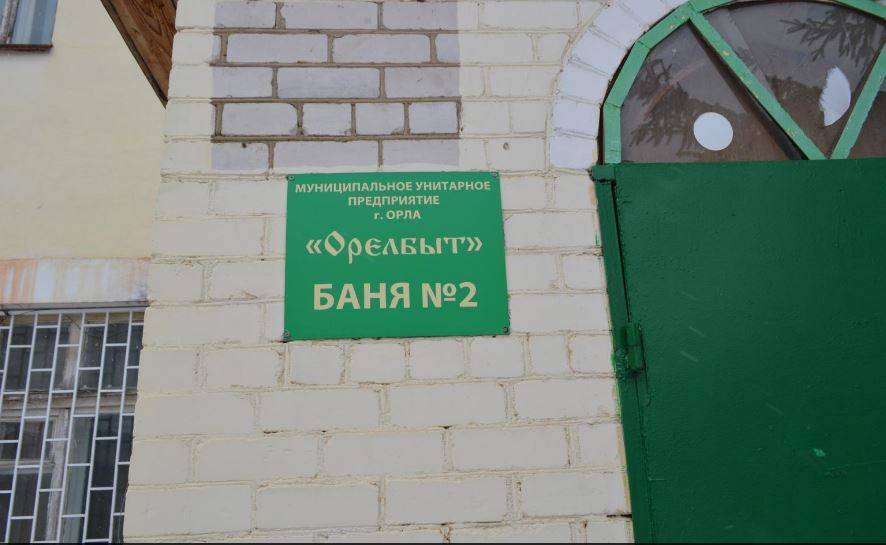 МУНИЦИПАЛЬНОЕ УНИТАРНОЕ
ПРЕДПРИЯТИЕ
г. ОРЛА
«Орелбыт»
БАНЯ №2